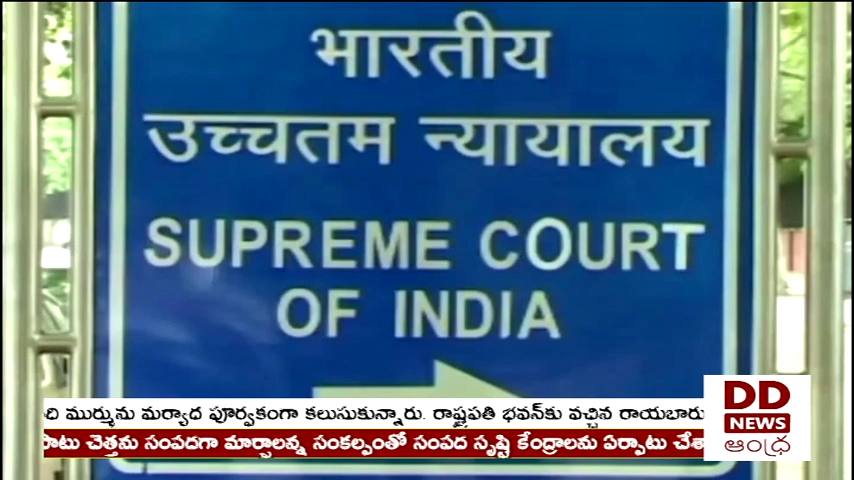 भारतीय
उच्चतम न्यायालय
SUPREME COURT
OF INDIA
ముర్మును మర్యాద పూర్వకంగా కలుసుకున్నారు. రాష్ట్రపతి భవన్‌కు వచ్చిన రాయబారు
చెత్తను సంపదగా మార్చాలన్న సంకల్పంతో సంపద సృష్టి కేంద్రాలను ఏర్పాటు చేశా
DD
NEWS
ఆంధ్ర